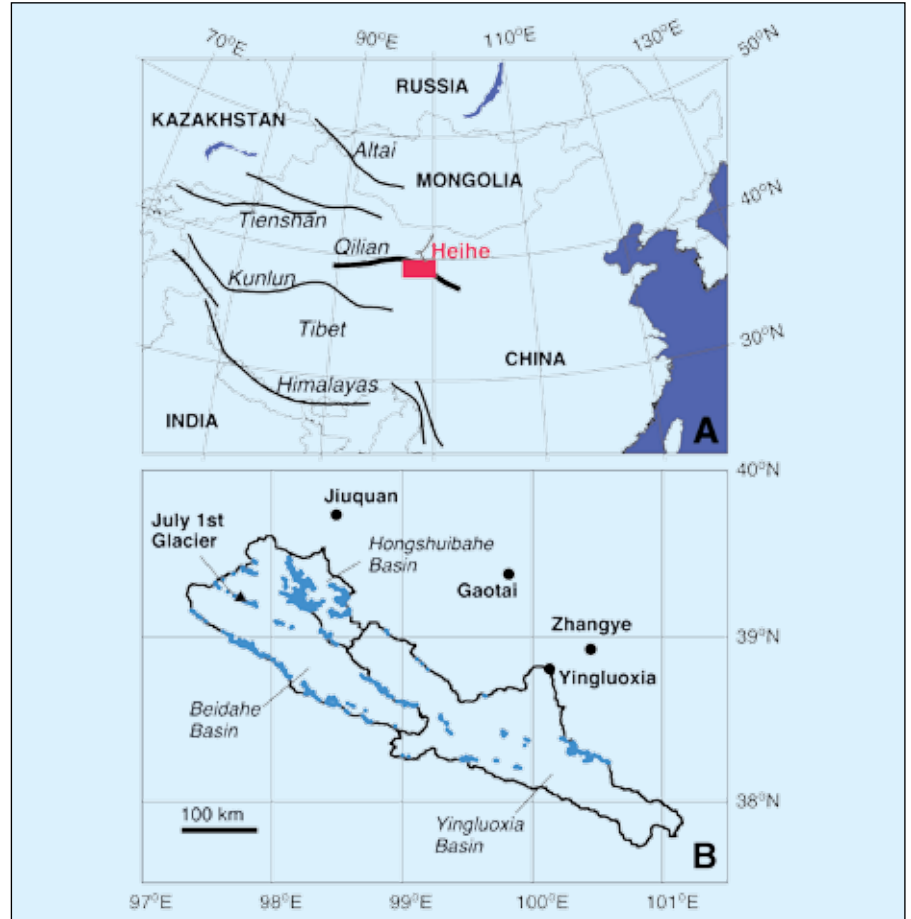 70°E
90°E
110°E
130°E
50°N
RUSSIA
KAZAKHSTAN
Altai
MONGOLIA
40°N
Tienshan
Qilian
Heihe
Kunlun
Tibet
30°N
CHINA
Himalayas
INDIA
A
40°N
Jiuquan
July 1st
Glacier
Hongshuibahe
Basin
Gaotai
Zhangye
39°N
Yingluoxia
Beidahe
Basin
38°N
100 km
Yingluoxia
Basin
B
97°E
98°E
99°E
100°E
101°E